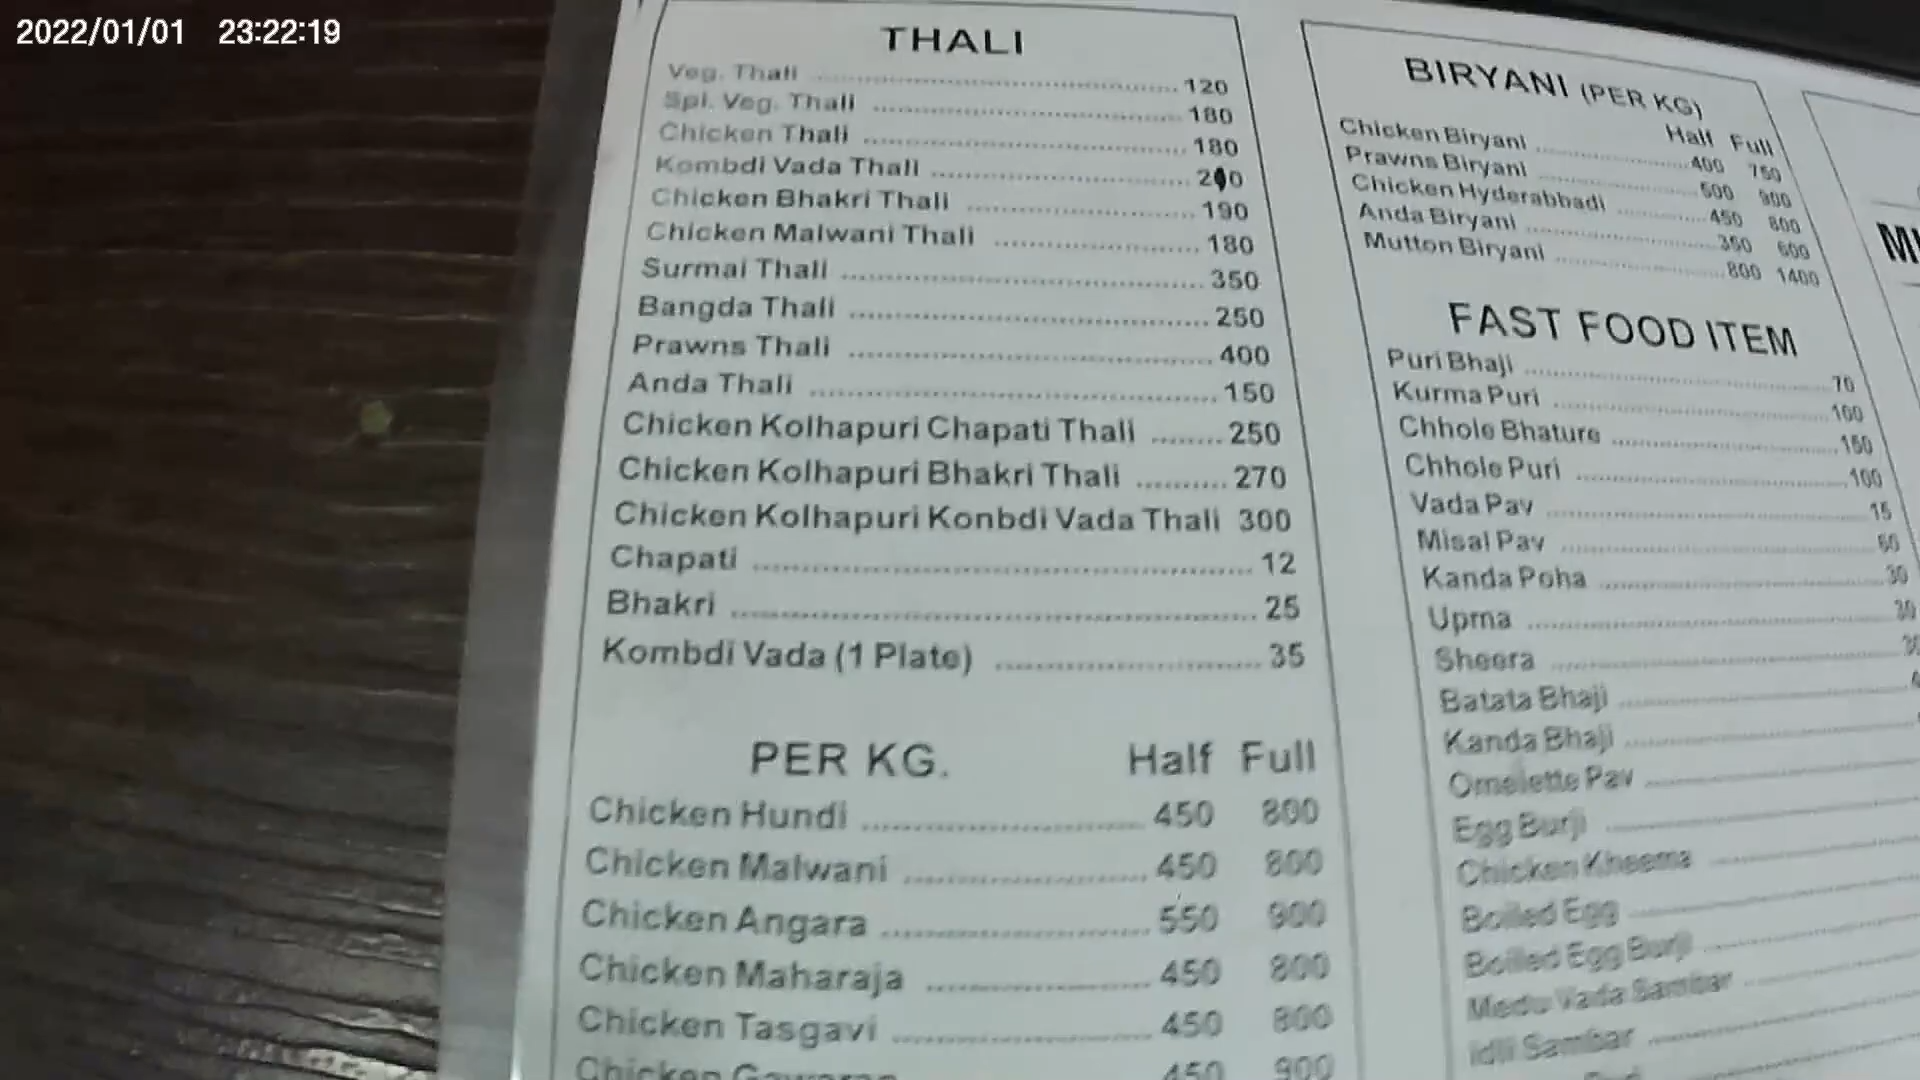 2022/01/01 23:22:19
THALI
Veg. Thali 120
Spl. Veg. Thali 180
Chicken Thali 180
Kombdi Vada Thali
Chicken Bhakri Thali 190
Chicken Malwani Thali 180
Surmai Thali 350
Bangda Thali 250
Prawns Thali 400
Anda Thali 150
Chicken Kolhapuri Chapati Thali 250
Chicken Kolhapuri Bhakri Thali 270
Chicken Kolhapuri Konbdi Vada Thali 300
Chapati 12
Bhakri 25
Kombdi Vada (1 Plate) 35
PER KG. Half Full
Chicken Hundi 450 800
Chicken Malwani 450 800
Chicken Angara 550 900
Chicken Maharaja 450 800
Chicken Tasgavi 450 800
Chicken 450 900
BIRYANI (PER KG)
Half Full
Chicken Biryani 400 750
Prawns Biryani 500 900
Chicken Hyderabbadi 450 800
Anda Biryani 350 600
Mutton Biryani 800 1400
FAST FOOD ITEM
Puri Bhaji 70
Kurma Puri 100
Chhole Bhature 150
Chhole Puri 100
Vada Pav 15
Misal Pav 60
Kanda Poha 30
Upma 30
Sheera
Batata Bhaji
Kanda Bhaji
Omelette Pav
Egg Burji
Chicken Kheema
Boiled Egg
Boiled Egg Burji
Medu Vada Sambar
Idli Sambar